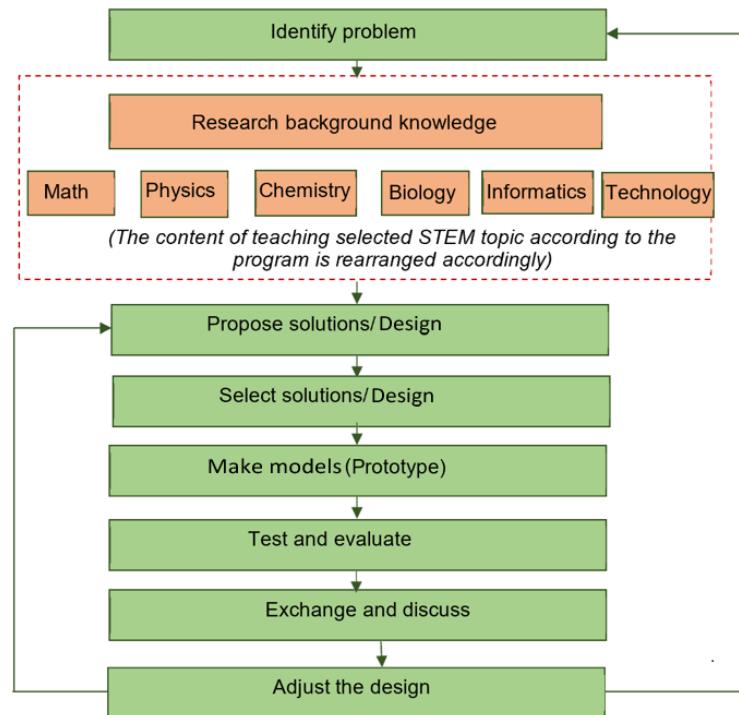 Identify problem
Research background knowledge
Math
Physics
Chemistry
Biology
Informatics
Technology
(The content of teaching selected STEM topic according to the
program is rearranged accordingly)
Propose solutions/Design
Select solutions/Design
Make models (Prototype)
Test and evaluate
Exchange and discuss
Adjust the design